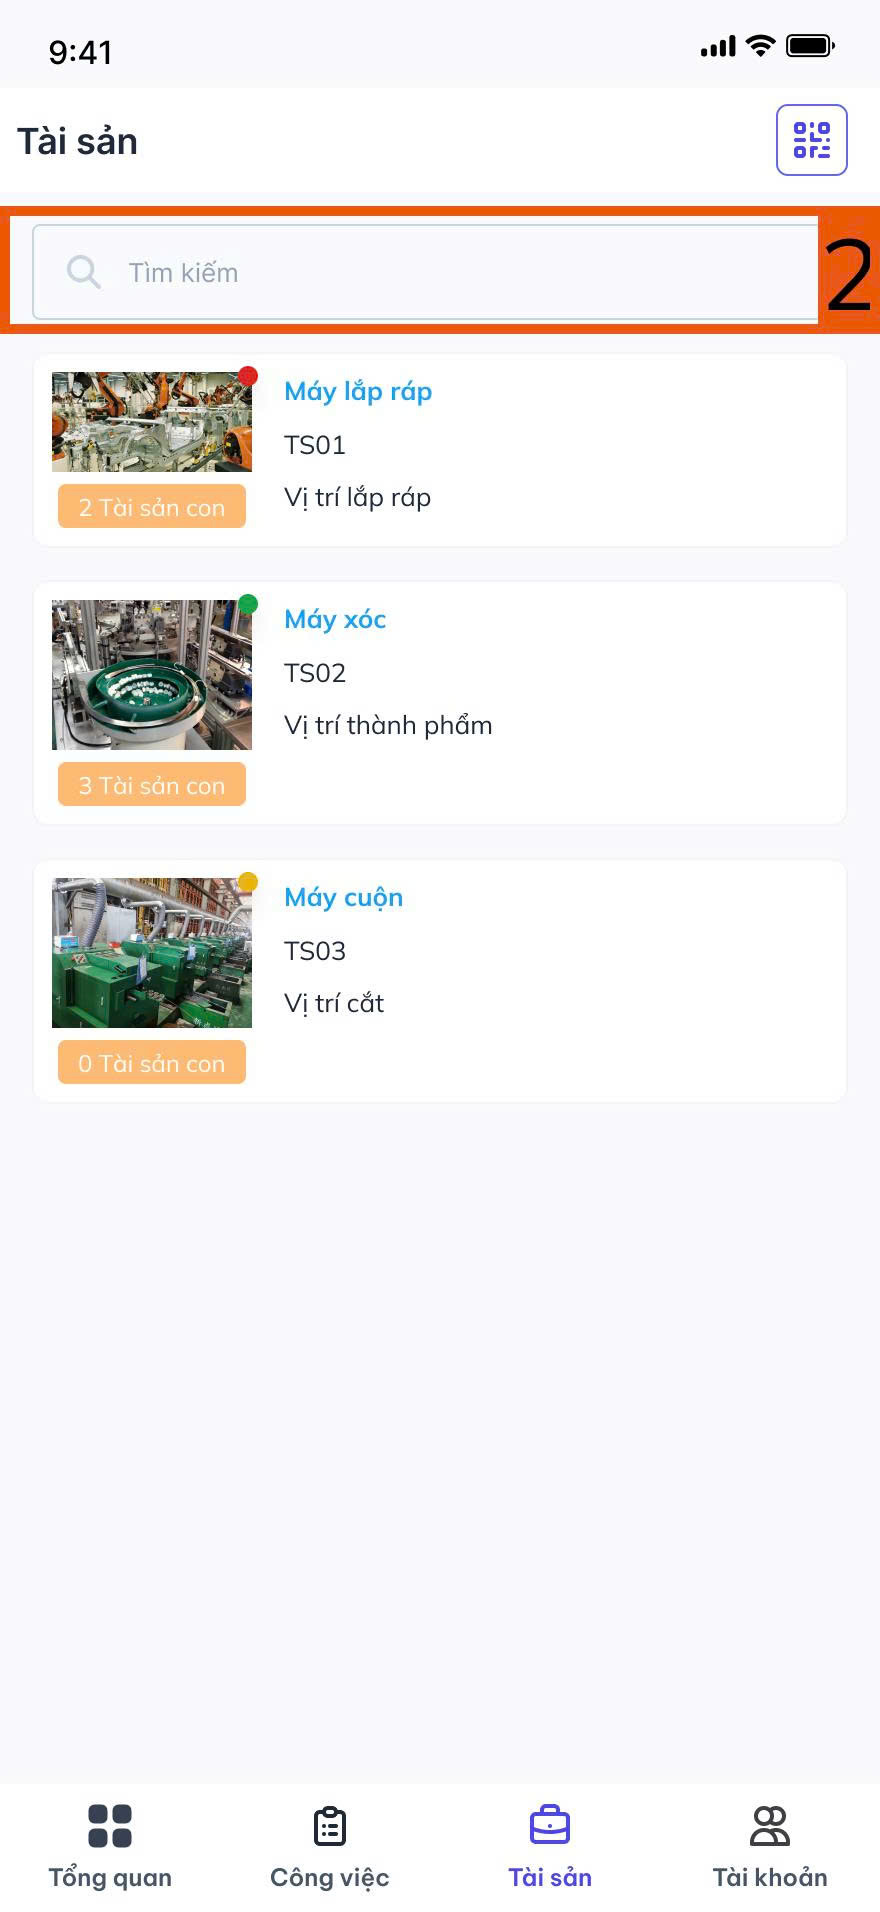 9:41
Tài sản
Tìm kiếm
2
Máy lắp ráp
TS01
Vị trí lắp ráp
2 Tài sản con
Máy xóc
TS02
Vị trí thành phẩm
3 Tài sản con
Máy cuộn
TS03
Vị trí cắt
0 Tài sản con
Tổng quan
Công việc
Tài sản
Tài khoản